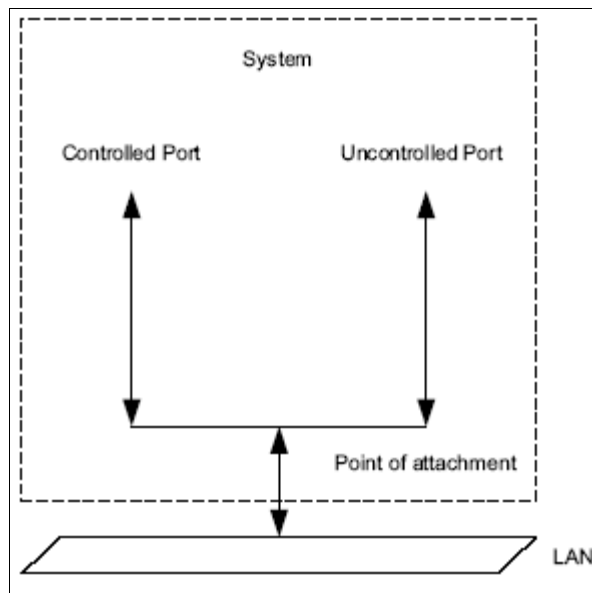 System
Controlled Port
Uncontrolled Port
Point of attachment
LAN